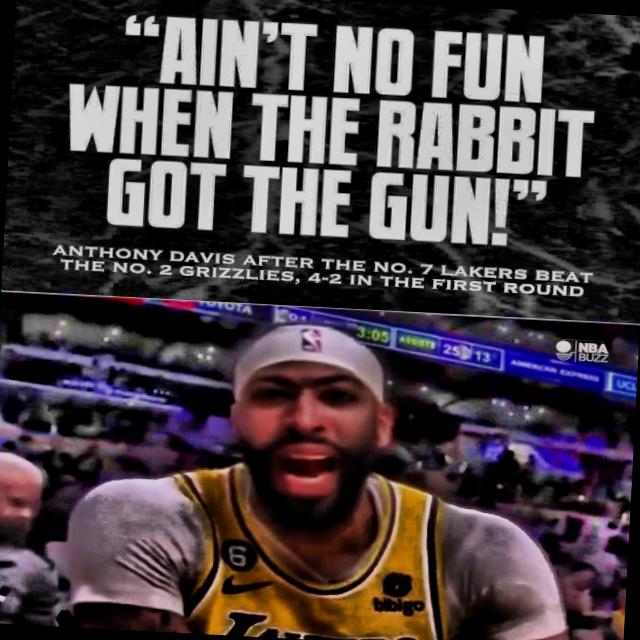 “AIN’T NO FUN
WHEN THE RABBIT
GOT THE GUN!”
ANTHONY DAVIS AFTER THE NO. 7 LAKERS BEAT
THE NO. 2 GRIZZLIES, 4-2 IN THE FIRST ROUND
TOYOTA
3:05 ASSISTS 25 13 AMERICAN EXPRESS
NBA
BUZZ
6
bibigo
LAKERS